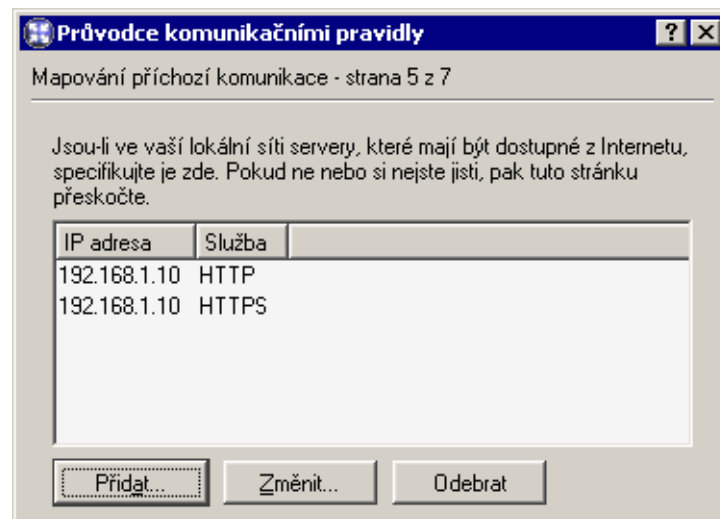 Průvodce komunikačními pravidly
Mapování příchozí komunikace - strana 5 z 7
Jsou-li ve vaší lokální síti servery, které mají být dostupné z Internetu,
specifikujte je zde. Pokud ne nebo si nejste jisti, pak tuto stránku
přeskočte.
IP adresa Služba
192.168.1.10 HTTP
192.168.1.10 HTTPS
Přidat... Změnit... Odebrat